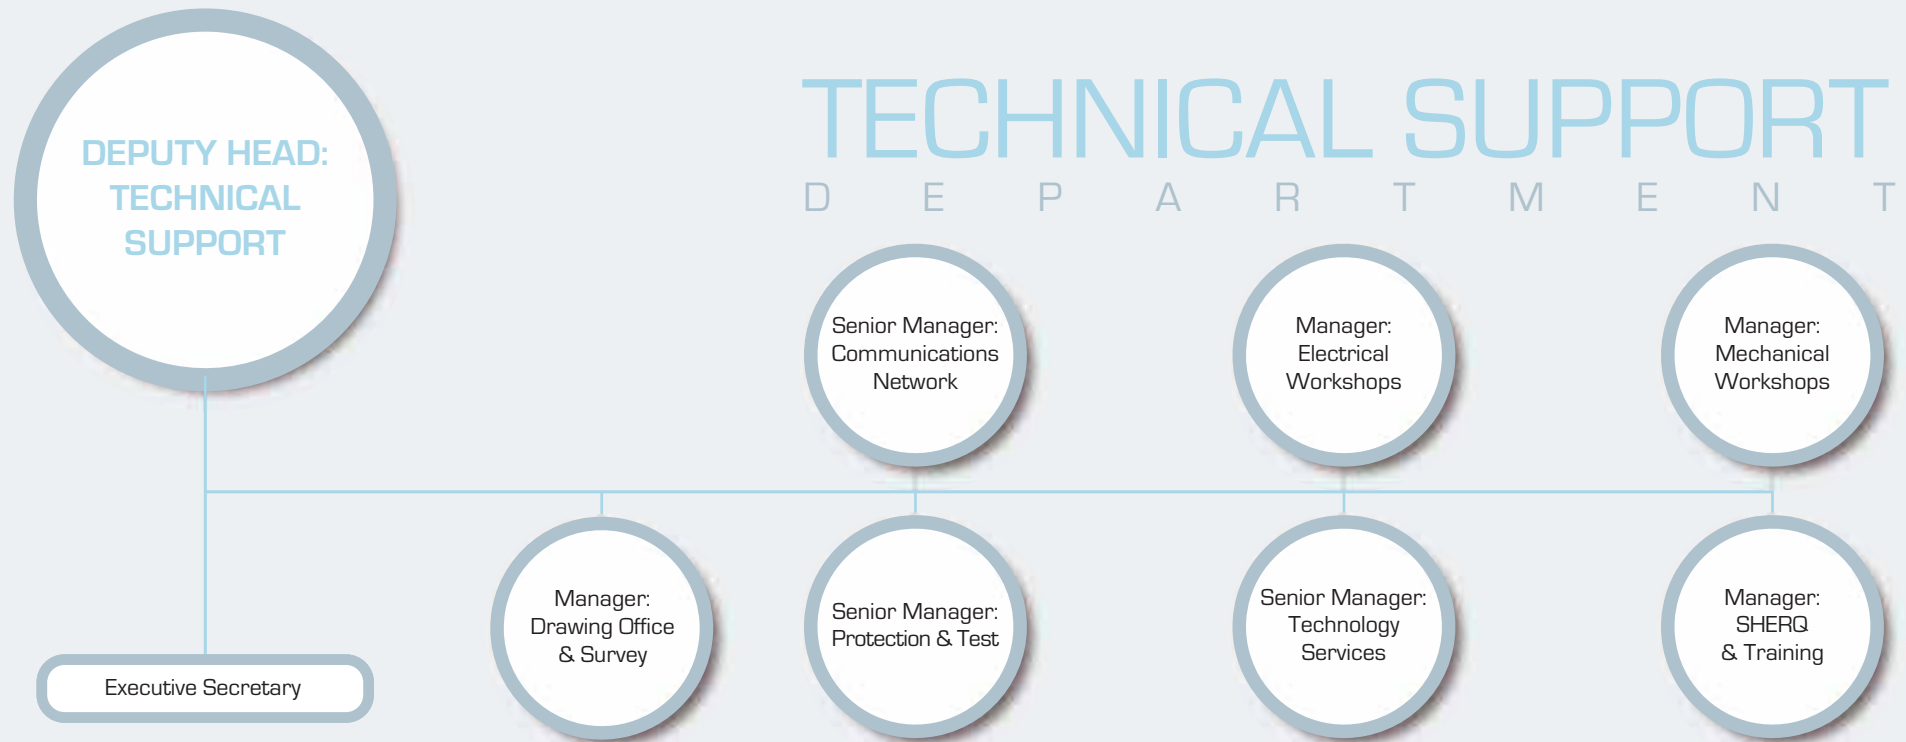 DEPUTY HEAD:
TECHNICAL
SUPPORT
TECHNICAL SUPPORT
DEPARTMENT
Senior Manager:
Communications
Network
Manager:
Electrical
Workshops
Manager:
Mechanical
Workshops
Manager:
Drawing Office
& Survey
Senior Manager:
Protection & Test
Senior Manager:
Technology
Services
Manager:
SHERQ
& Training
Executive Secretary